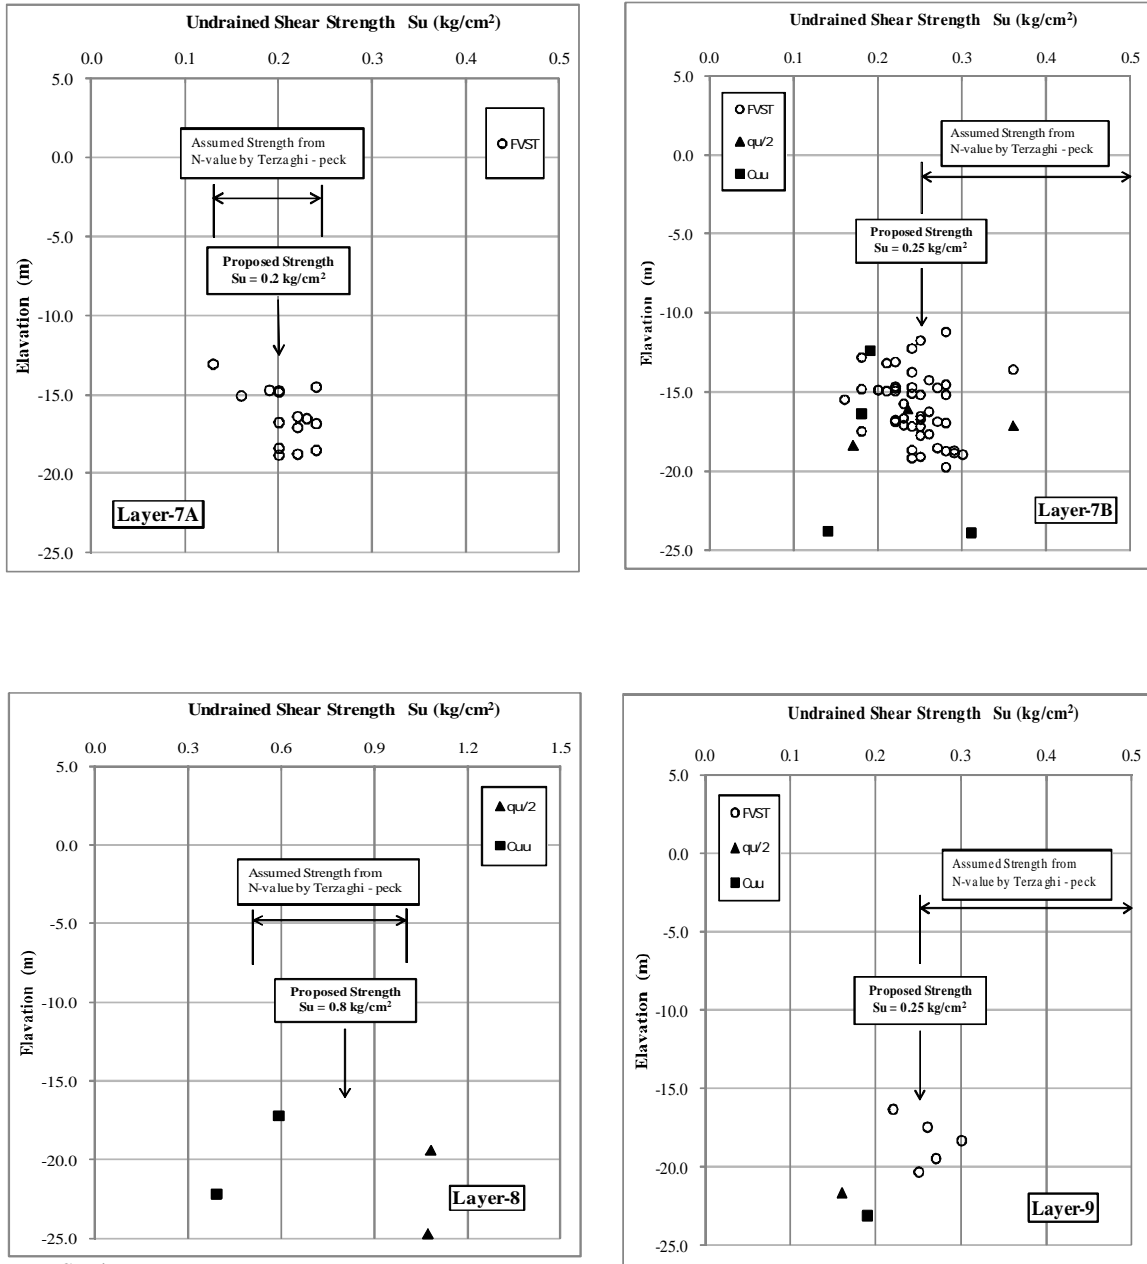 Undrained Shear Strength Su (kg/cm²)
0.0 0.1 0.2 0.3 0.4 0.5
5.0
0.0
-5.0
-10.0
-15.0
-20.0
-25.0
Elavation (m)
Assumed Strength from
N-value by Terzaghi - peck
FVST
Proposed Strength
Su = 0.2 kg/cm²
Layer-7A
Undrained Shear Strength Su (kg/cm²)
0.0 0.1 0.2 0.3 0.4 0.5
5.0
0.0
-5.0
-10.0
-15.0
-20.0
-25.0
Elavation (m)
FVST
qu/2
Cuu
Assumed Strength from
N-value by Terzaghi - peck
Proposed Strength
Su = 0.25 kg/cm²
Layer-7B
Undrained Shear Strength Su (kg/cm²)
0.0 0.3 0.6 0.9 1.2 1.5
5.0
0.0
-5.0
-10.0
-15.0
-20.0
-25.0
Elavation (m)
qu/2
Cuu
Assumed Strength from
N-value by Terzaghi - peck
Proposed Strength
Su = 0.8 kg/cm²
Layer-8
Undrained Shear Strength Su (kg/cm²)
0.0 0.1 0.2 0.3 0.4 0.5
5.0
0.0
-5.0
-10.0
-15.0
-20.0
-25.0
Elavation (m)
FVST
qu/2
Cuu
Assumed Strength from
N-value by Terzaghi - peck
Proposed Strength
Su = 0.25 kg/cm²
Layer-9